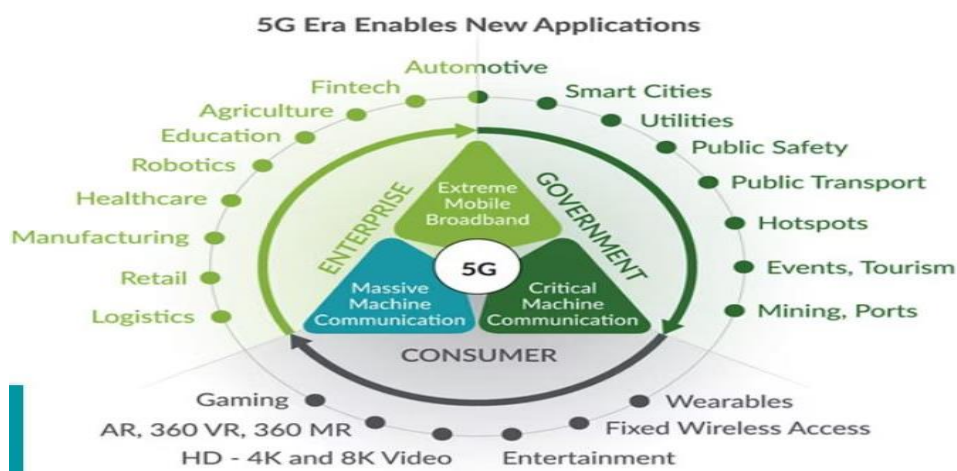 5G Era Enables New Applications
Automotive
Fintech
Agriculture
Education
Robotics
Healthcare
Manufacturing
Retail
Logistics
Smart Cities
Utilities
Public Safety
Public Transport
Hotspots
Events, Tourism
Mining, Ports
ENTERPRISE
GOVERNMENT
CONSUMER
Extreme
Mobile
Broadband
5G
Massive
Machine
Communication
Critical
Machine
Communication
Gaming
AR, 360 VR, 360 MR
HD - 4K and 8K Video
Entertainment
Fixed Wireless Access
Wearables